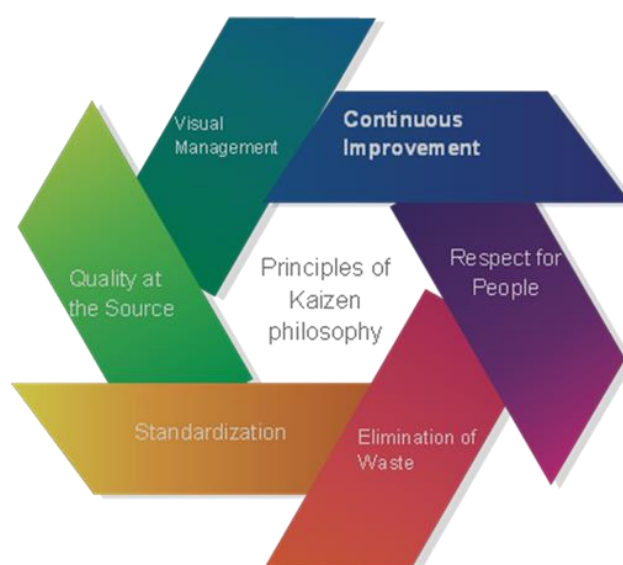 Visual
Management
Continuous
Improvement
Respect for
People
Elimination of
Waste
Standardization
Quality at
the Source
Principles of
Kaizen
philosophy